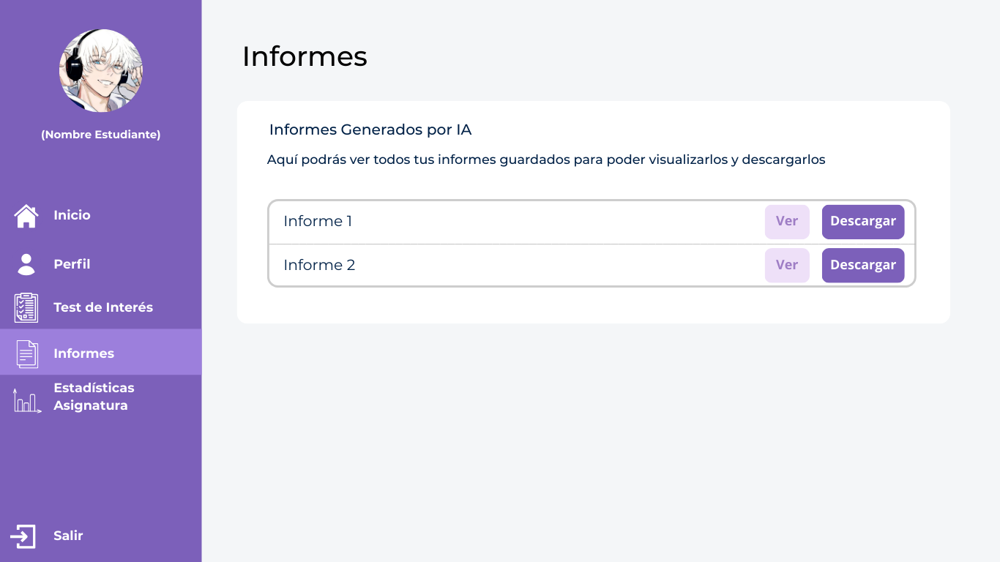 (Nombre Estudiante)
Inicio
Perfil
Test de Interés
Informes
Estadísticas
Asignatura
Salir
Informes
Informes Generados por IA
Aquí podrás ver todos tus informes guardados para poder visualizarlos y descargarlos
Informe 1 Ver Descargar
Informe 2 Ver Descargar